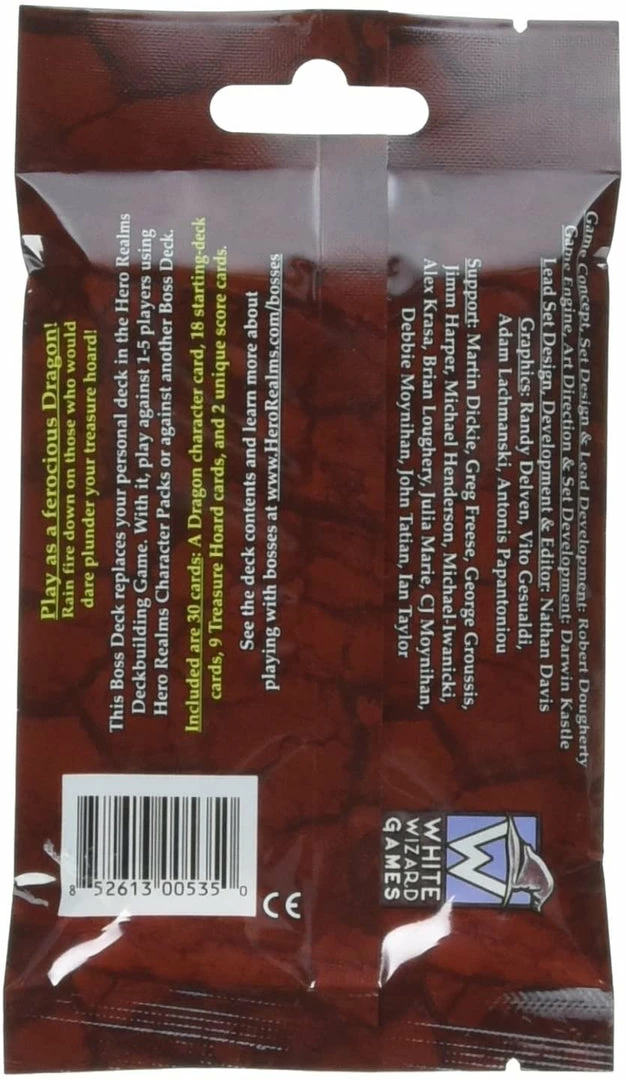 Play as a ferocious Dragon!
Rain fire down on those who would
dare plunder your treasure hoard!
This Boss Deck replaces your personal deck in the Hero Realms
Deckbuilding Game. With it, play against 1-5 players using
Hero Realms Character Packs or against another Boss Deck.
Included are 30 cards: A Dragon character card, 18 starting-deck
cards, 9 Treasure Hoard cards, and 2 unique score cards.
See the deck contents and learn more about
playing with bosses at www.HeroRealms.com/bosses
Game Concept, Set Design & Lead Development: Robert Dougherty
Game Engine, Art Direction & Set Development: Darwin Kastle
Lead Set Design, Development & Editor: Nathan Davis
Graphics: Randy Delven, Vito Gesualdi,
Adam Lachmanski, Antonis Papantoniou
Support: Martin Dickie, Greg Freese, George Groussis,
Jimm Harper, Michael Henderson, Michael Iwanicki,
Alex Krasa, Brian Loughery, Julia Marie, CJ Moynihan,
Debbie Moynihan, John Tatian, Ian Taylor
8 52613 00535 0
CE
W
WHITE
WIZARD
GAMES